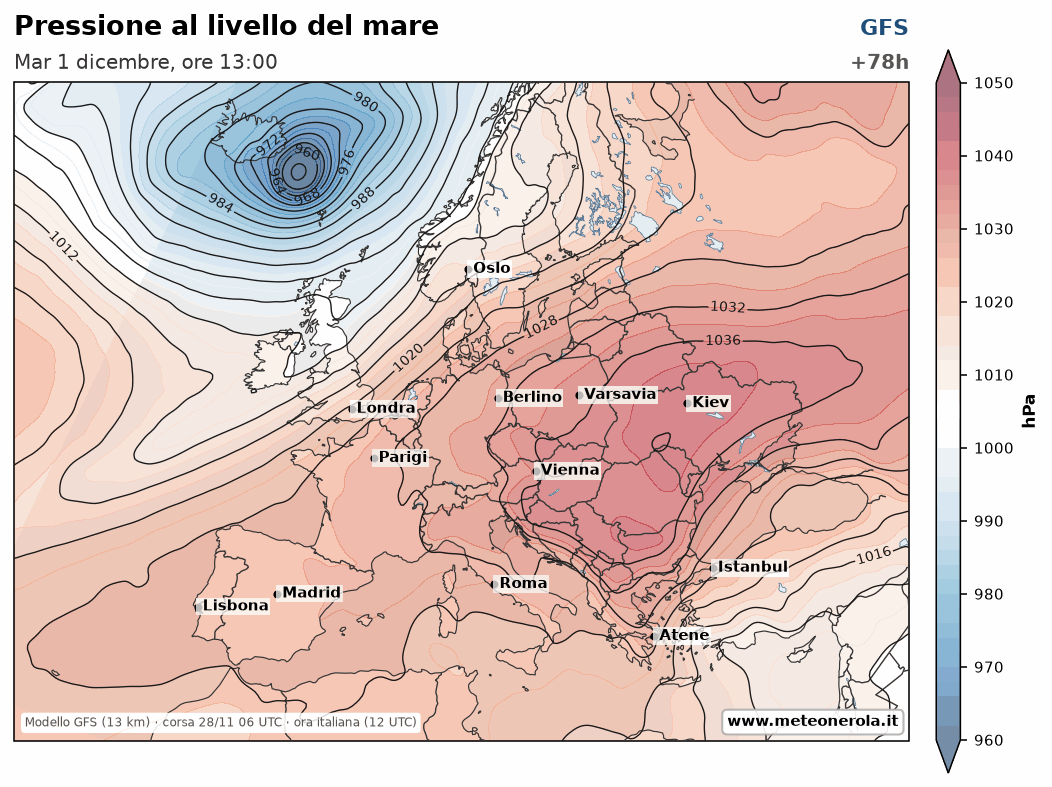 Pressione al livello del mare
GFS
Mar 1 dicembre, ore 13:00
+78h
980
972
960
976
964
968
988
984
1012
Oslo
1032
1028
1036
1020
Londra
Berlino
Varsavia
Kiev
Parigi
Vienna
1016
Istanbul
Roma
Madrid
Lisbona
Atene
Modello GFS (13 km) · corsa 28/11 06 UTC · ora italiana (12 UTC)
www.meteonerola.it
1050
1040
1030
1020
1010
1000
990
980
970
960
hPa